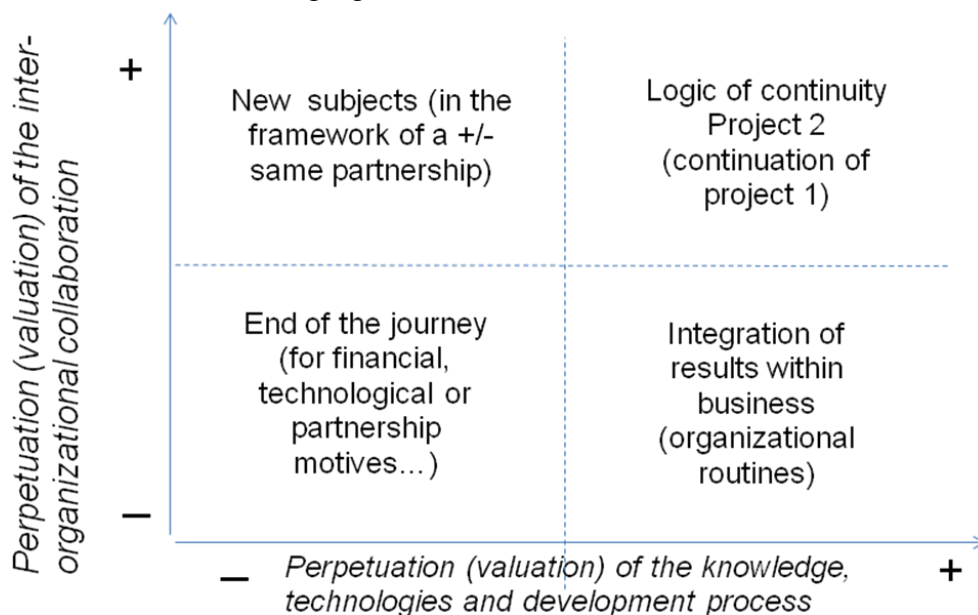 Perpetuation (valuation) of the inter-
organizational collaboration
+
New subjects (in the
framework of a +/-
same partnership)
Logic of continuity
Project 2
(continuation of
project 1)
End of the journey
(for financial,
technological or
partnership
motives…)
Integration of
results within
business
(organizational
routines)
–
–
Perpetuation (valuation) of the knowledge,
technologies and development process
+